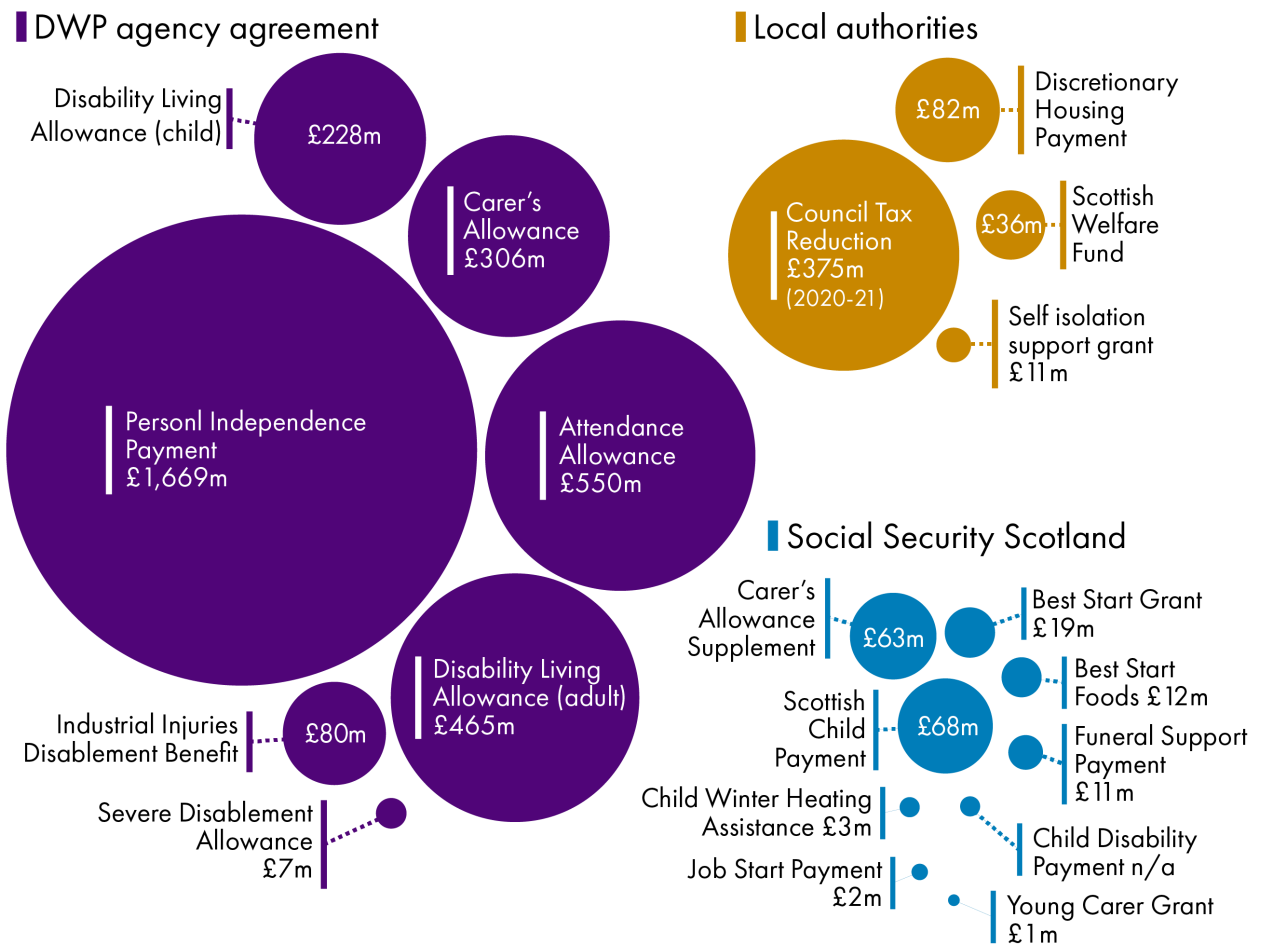 DWP agency agreement
Disability Living
Allowance (child)
£228m
Carer's
Allowance
£306m
Personl Independence
Payment
£1,669m
Attendance
Allowance
£550m
Disability Living
Allowance (adult)
£465m
Industrial Injuries
Disablement Benefit
£80m
Severe Disablement
Allowance
£7m
Local authorities
£82m
Discretionary
Housing
Payment
Council Tax
Reduction
£375m
(2020-21)
£36m
Scottish
Welfare
Fund
Self isolation
support grant
£11m
Social Security Scotland
Carer's
Allowance
Supplement
£63m
Best Start Grant
£19m
Best Start
Foods £12m
Scottish
Child
Payment
£68m
Funeral Support
Payment
£11m
Child Winter Heating
Assistance £3m
Child Disability
Payment n/a
Job Start Payment
£2m
Young Carer Grant
£1m